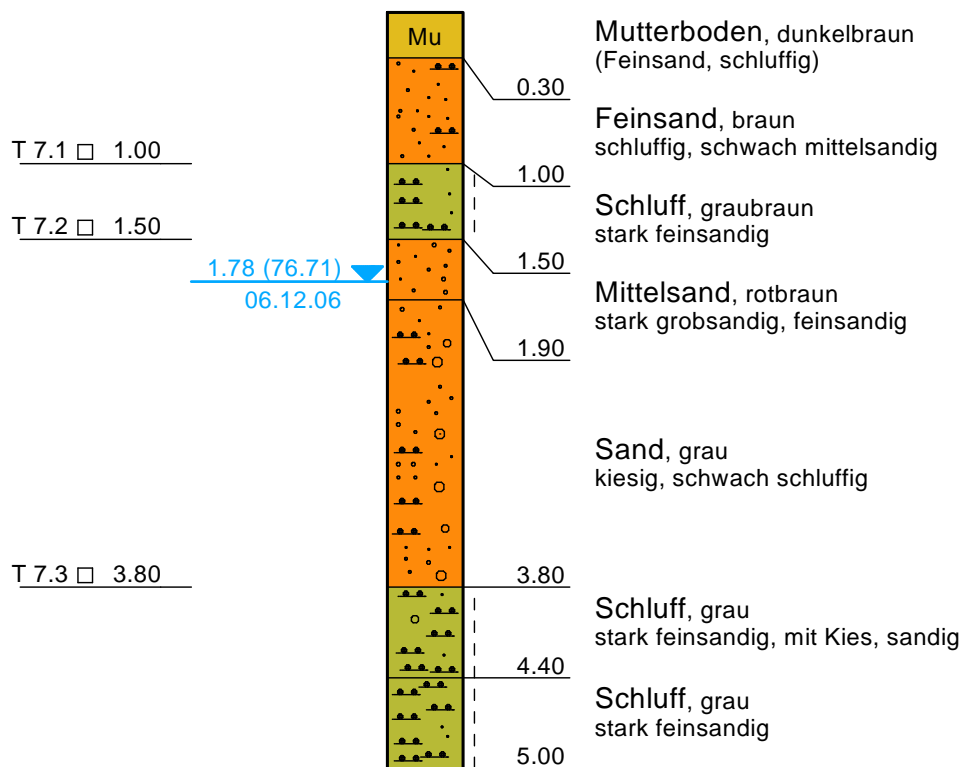 Mu
Mutterboden, dunkelbraun
(Feinsand, schluffig)
0.30
Feinsand, braun
schluffig, schwach mittelsandig
T 7.1 □ 1.00
1.00
Schluff, graubraun
stark feinsandig
T 7.2 □ 1.50
1.50
1.78 (76.71)
06.12.06
Mittelsand, rotbraun
stark grobsandig, feinsandig
1.90
Sand, grau
kiesig, schwach schluffig
T 7.3 □ 3.80
3.80
Schluff, grau
stark feinsandig, mit Kies, sandig
4.40
Schluff, grau
stark feinsandig
5.00